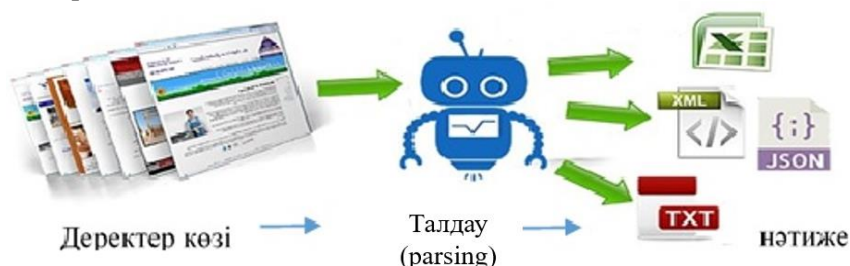 XML
</>
{;}
JSON
TXT
Деректер көзі
Талдау
(parsing)
нәтиже